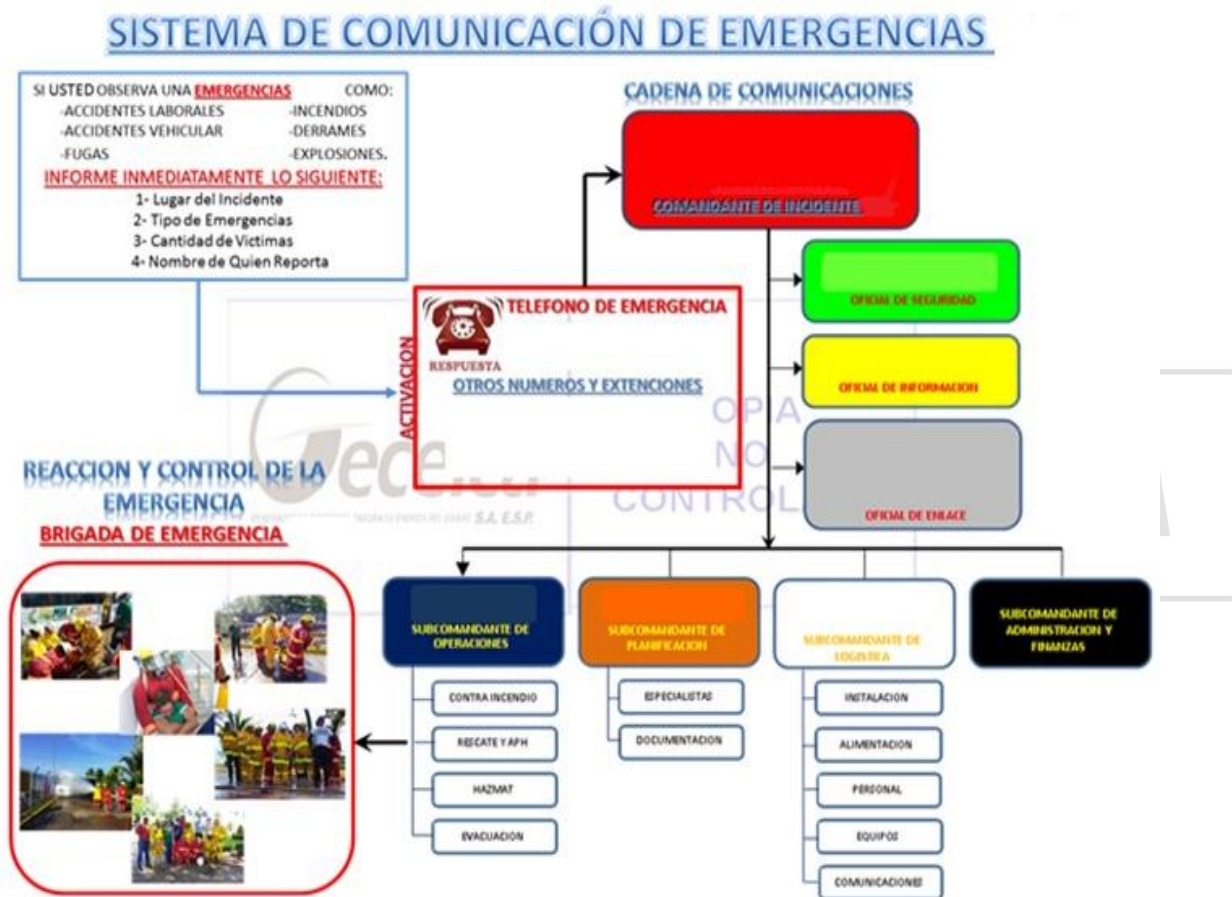 SISTEMA DE COMUNICACIÓN DE EMERGENCIAS
SI USTED OBSERVA UNA EMERGENCIAS COMO:
-ACCIDENTES LABORALES -INCENDIOS
-ACCIDENTES VEHICULAR -DERRAMES
-FUGAS -EXPLOSIONES.
INFORME INMEDIATAMENTE LO SIGUIENTE:
1- Lugar del Incidente
2- Tipo de Emergencias
3- Cantidad de Victimas
4- Nombre de Quien Reporta
CADENA DE COMUNICACIONES
COMANDANTE DE INCIDENTE
OFICIAL DE SEGURIDAD
OFICIAL DE INFORMACION
OFICIAL DE ENLACE
ACTIVACION
TELEFONO DE EMERGENCIA
RESPUESTA
OTROS NUMEROS Y EXTENCIONES
OPIA
NO
CONTROL
S.A. E.S.P.
REACCION Y CONTROL DE LA
EMERGENCIA
BRIGADA DE EMERGENCIA
SUBCOMANDANTE DE
OPERACIONES
CONTRA INCENDIO
RESCATE Y APH
HAZMAT
EVACUACION
SUBCOMANDANTE DE
PLANIFICACION
ESPECIALISTAS
DOCUMENTACION
SUBCOMANDANTE DE
LOGISTICA
INSTALACION
ALIMENTACION
PERSONAL
EQUIPOS
COMUNICACIONES
SUBCOMANDANTE DE
ADMINISTRACION Y
FINANZAS